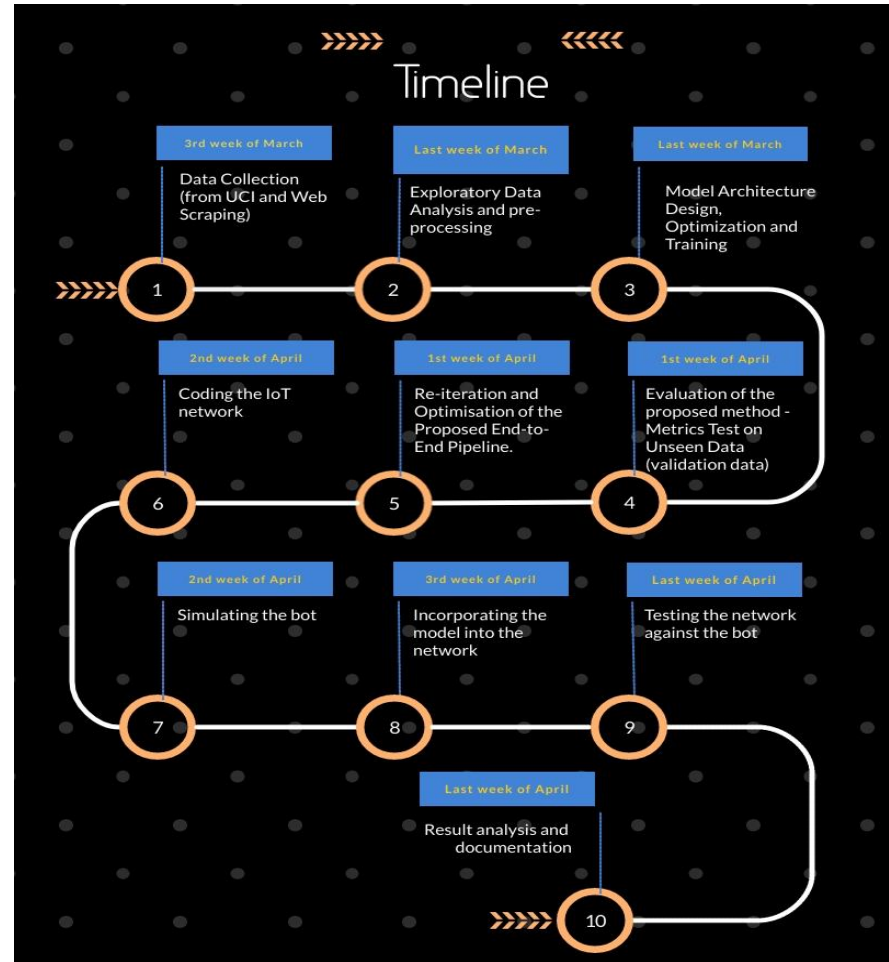 Timeline
3rd week of March
Data Collection
(from UCI and Web
Scraping)
1
Last week of March
Exploratory Data
Analysis and pre-
processing
2
Last week of March
Model Architecture
Design,
Optimization and
Training
3
1st week of April
Evaluation of the
proposed method -
Metrics Test on
Unseen Data
(validation data)
4
1st week of April
Re-iteration and
Optimisation of the
Proposed End-to-
End Pipeline.
5
2nd week of April
Coding the IoT
network
6
2nd week of April
Simulating the bot
7
3rd week of April
Incorporating the
model into the
network
8
Last week of April
Testing the network
against the bot
9
Last week of April
Result analysis and
documentation
10